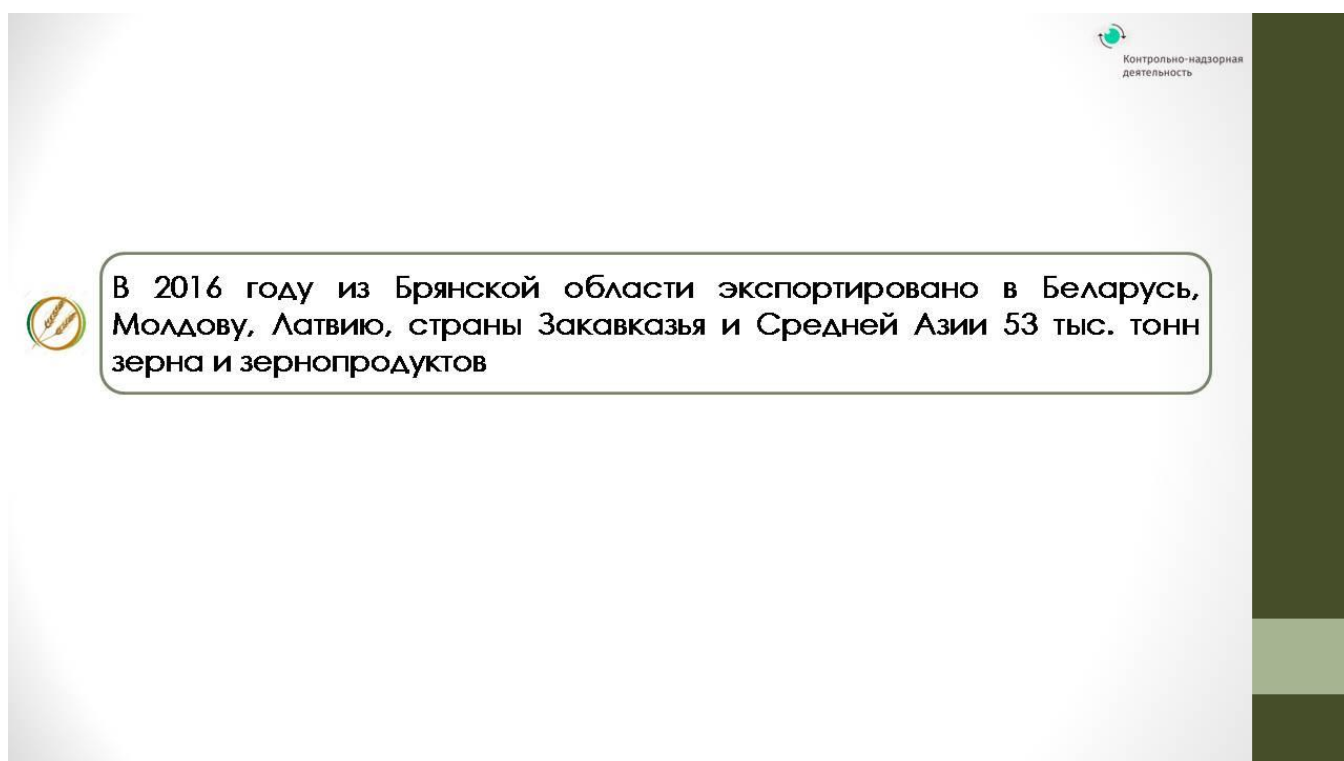 Контрольно-надзорная
деятельность
В 2016 году из Брянской области экспортировано в Беларусь,
Молдову, Латвию, страны Закавказья и Средней Азии 53 тыс. тонн
зерна и зернопродуктов